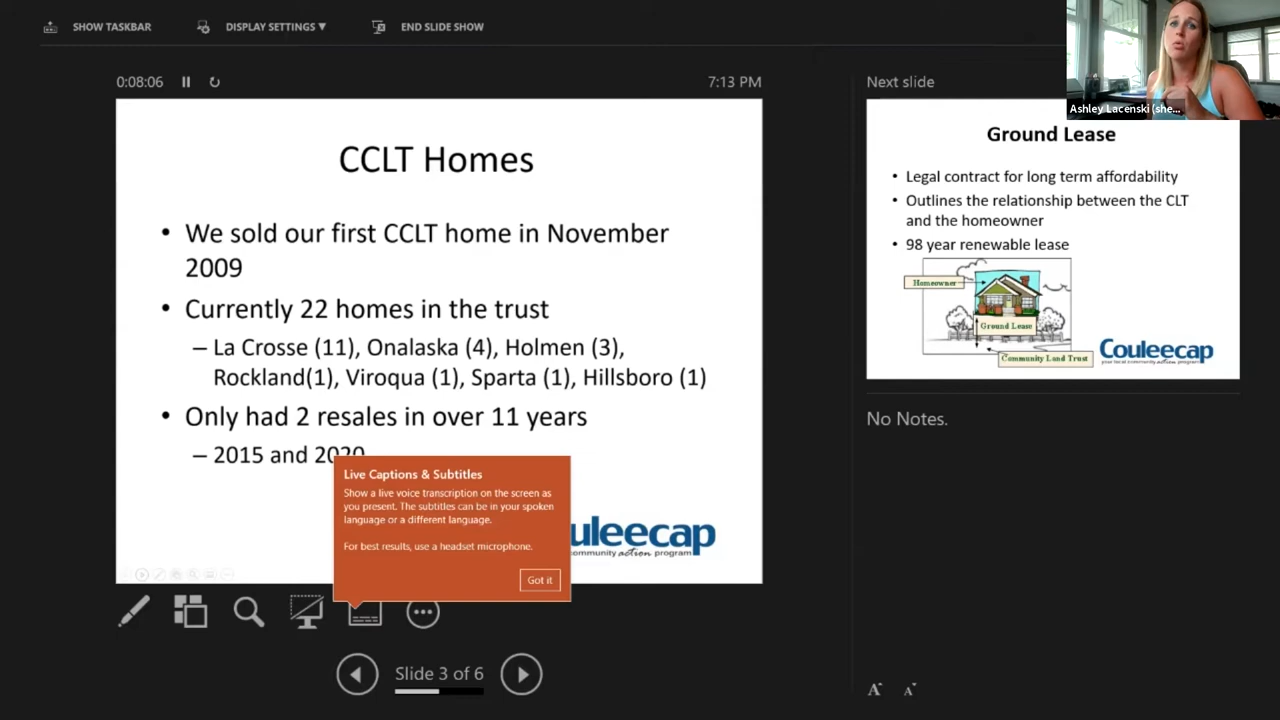 SHOW TASKBAR
DISPLAY SETTINGS ▼
END SLIDE SHOW
0:08:06
7:13 PM
CCLT Homes
• We sold our first CCLT home in November
2009
• Currently 22 homes in the trust
– La Crosse (11), Onalaska (4), Holmen (3),
Rockland(1), Viroqua (1), Sparta (1), Hillsboro (1)
• Only had 2 resales in over 11 years
– 2015 and 2020
Live Captions & Subtitles
Show a live voice transcription on the screen as
you present. The subtitles can be in your spoken
language or a different language.
For best results, use a headset microphone.
Got it
uleecap
ommunity action program
Slide 3 of 6
Next slide
Ashley Lacenski (she...
Ground Lease
• Legal contract for long term affordability
• Outlines the relationship between the CLT
and the homeowner
• 98 year renewable lease
Homeowner
Ground Lease
Community Land Trust
Couleecap
your local community action program
No Notes.
A
A